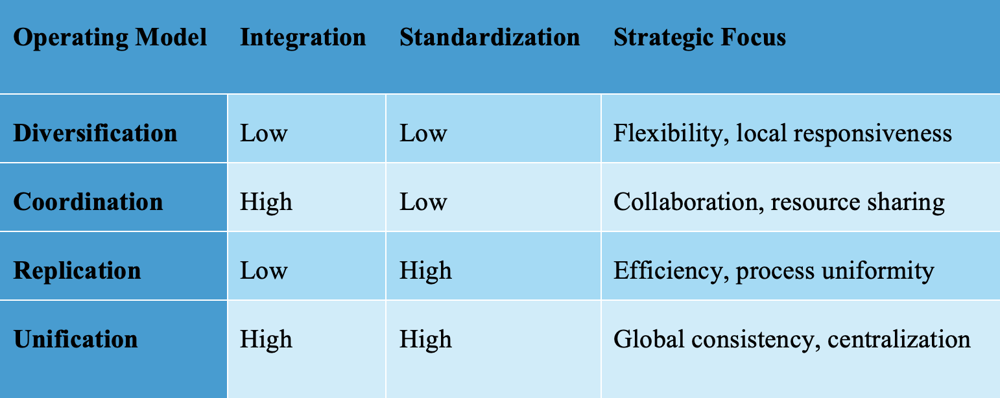 Operating Model Integration Standardization Strategic Focus
Diversification Low Low Flexibility, local responsiveness
Coordination High Low Collaboration, resource sharing
Replication Low High Efficiency, process uniformity
Unification High High Global consistency, centralization